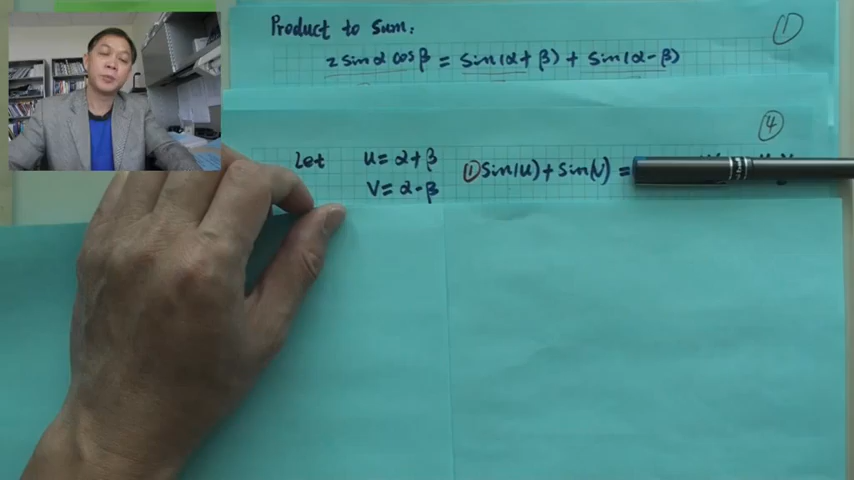 Product to Sum:
①
2 sin α cos β = sin(α+β) + sin(α-β)
④
Let u = α+β
① sin(u) + sin(v) =
v = α-β